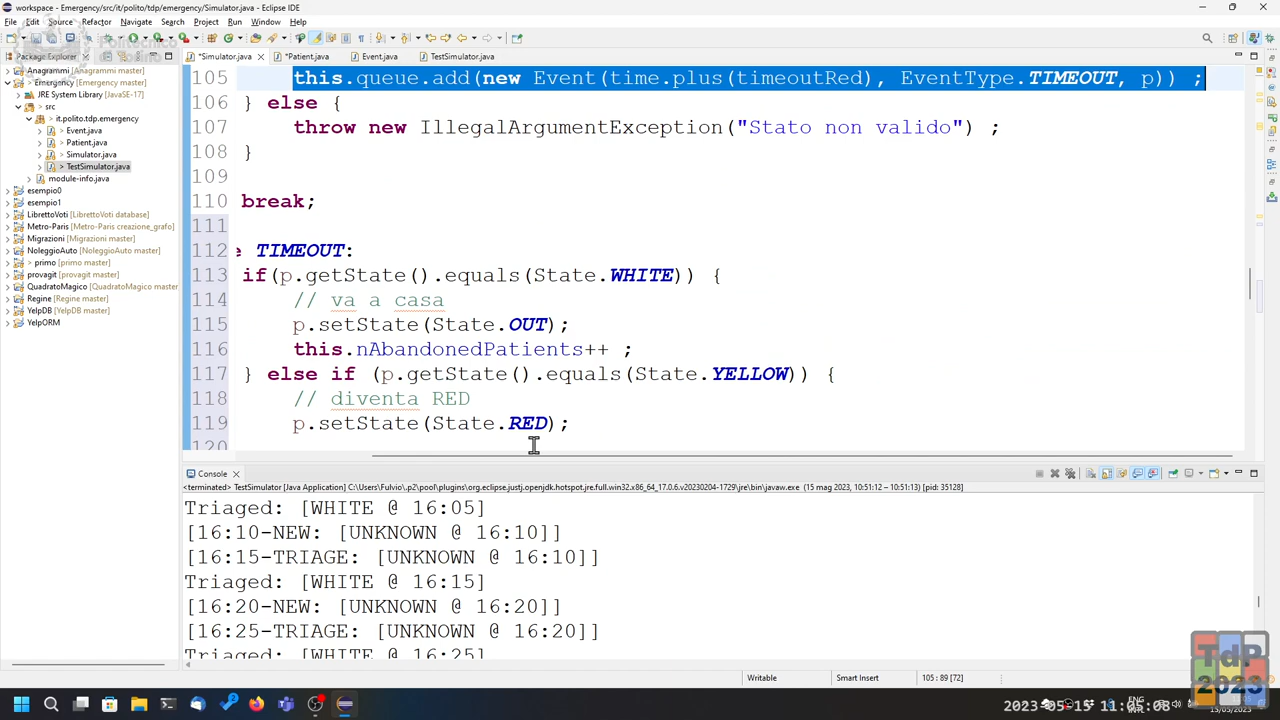 workspace - Emergency/src/it/polito/tdp/emergency/Simulator.java - Eclipse IDE
File Edit Source Refactor Navigate Search Project Run Window Help
Politecnico
Package Explorer
*Simulator.java *Patient.java Event.java TestSimulator.java
Anagrammi [Anagrammi master]
> Emergency [Emergency master]
JRE System Library [JavaSE-17]
> src
> it.polito.tdp.emergency
> Event.java
> Patient.java
> Simulator.java
> TestSimulator.java
module-info.java
esempio0
esempio1
LibrettoVoti [LibrettoVoti database]
Metro-Paris [Metro-Paris creazione_grafo]
Migrazioni [Migrazioni master]
NoleggioAuto [NoleggioAuto master]
> primo [primo master]
provagit [provagit master]
QuadratoMagico [QuadratoMagico master]
Regine [Regine master]
YelpDB [YelpDB master]
YelpORM
105 this.queue.add(new Event(time.plus(timeoutRed), EventType.TIMEOUT, p)) ;
106 } else {
107 throw new IllegalArgumentException("Stato non valido") ;
108 }
109
110 break;
111
112 e TIMEOUT:
113 if(p.getState().equals(State.WHITE)) {
114 // va a casa
115 p.setState(State.OUT);
116 this.nAbandonedPatients++ ;
117 } else if (p.getState().equals(State.YELLOW)) {
118 // diventa RED
119 p.setState(State.RED);
120
Console
<terminated> TestSimulator [Java Application] C:\Users\Fulvio\.p2\pool\plugins\org.eclipse.justj.openjdk.hotspot.jre.full.win32.x86_64_17.0.6.v20230204-1729\jre\bin\javaw.exe (15 mag 2023, 10:51:12 – 10:51:13) [pid: 35128]
Triaged: [WHITE @ 16:05]
[16:10-NEW: [UNKNOWN @ 16:10]]
[16:15-TRIAGE: [UNKNOWN @ 16:10]]
Triaged: [WHITE @ 16:15]
[16:20-NEW: [UNKNOWN @ 16:20]]
[16:25-TRIAGE: [UNKNOWN @ 16:20]]
Triaged: [WHITE @ 16:25]
Writable Smart Insert 105 : 89 [72]
TdP
2023
ENG